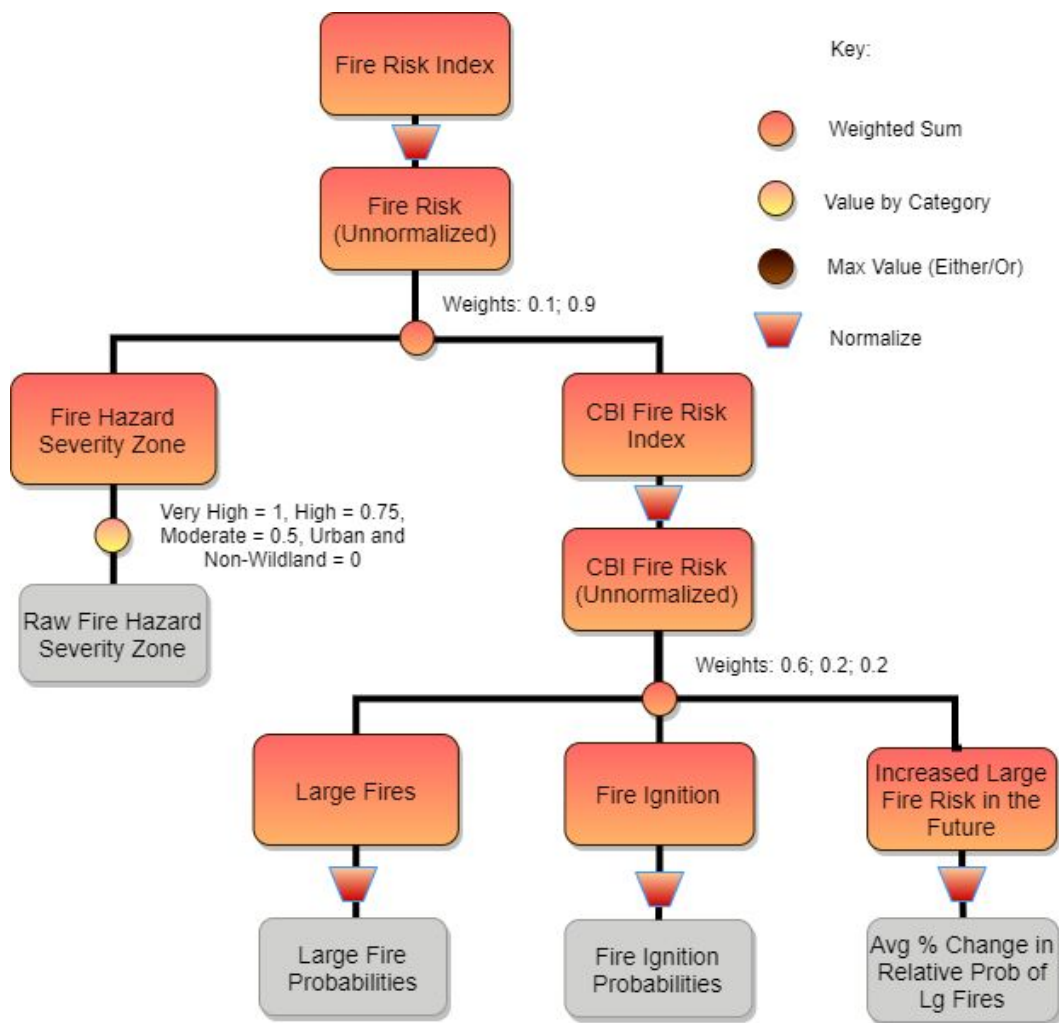 Fire Risk Index
Key:
Weighted Sum
Fire Risk
(Unnormalized)
Value by Category
Max Value (Either/Or)
Weights: 0.1; 0.9
Normalize
Fire Hazard
Severity Zone
CBI Fire Risk
Index
Very High = 1, High = 0.75,
Moderate = 0.5, Urban and
Non-Wildland = 0
CBI Fire Risk
(Unnormalized)
Raw Fire Hazard
Severity Zone
Weights: 0.6; 0.2; 0.2
Large Fires
Fire Ignition
Increased Large
Fire Risk in the
Future
Large Fire
Probabilities
Fire Ignition
Probabilities
Avg % Change in
Relative Prob of
Lg Fires